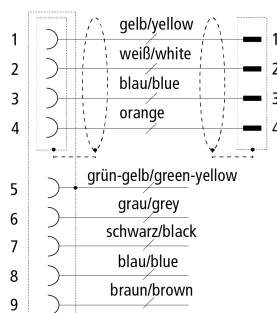 gelb/yellow
1 1
weiß/white
2 2
blau/blue
3 3
orange
4 4
grün-gelb/green-yellow
5
grau/grey
6
schwarz/black
7
blau/blue
8
braun/brown
9